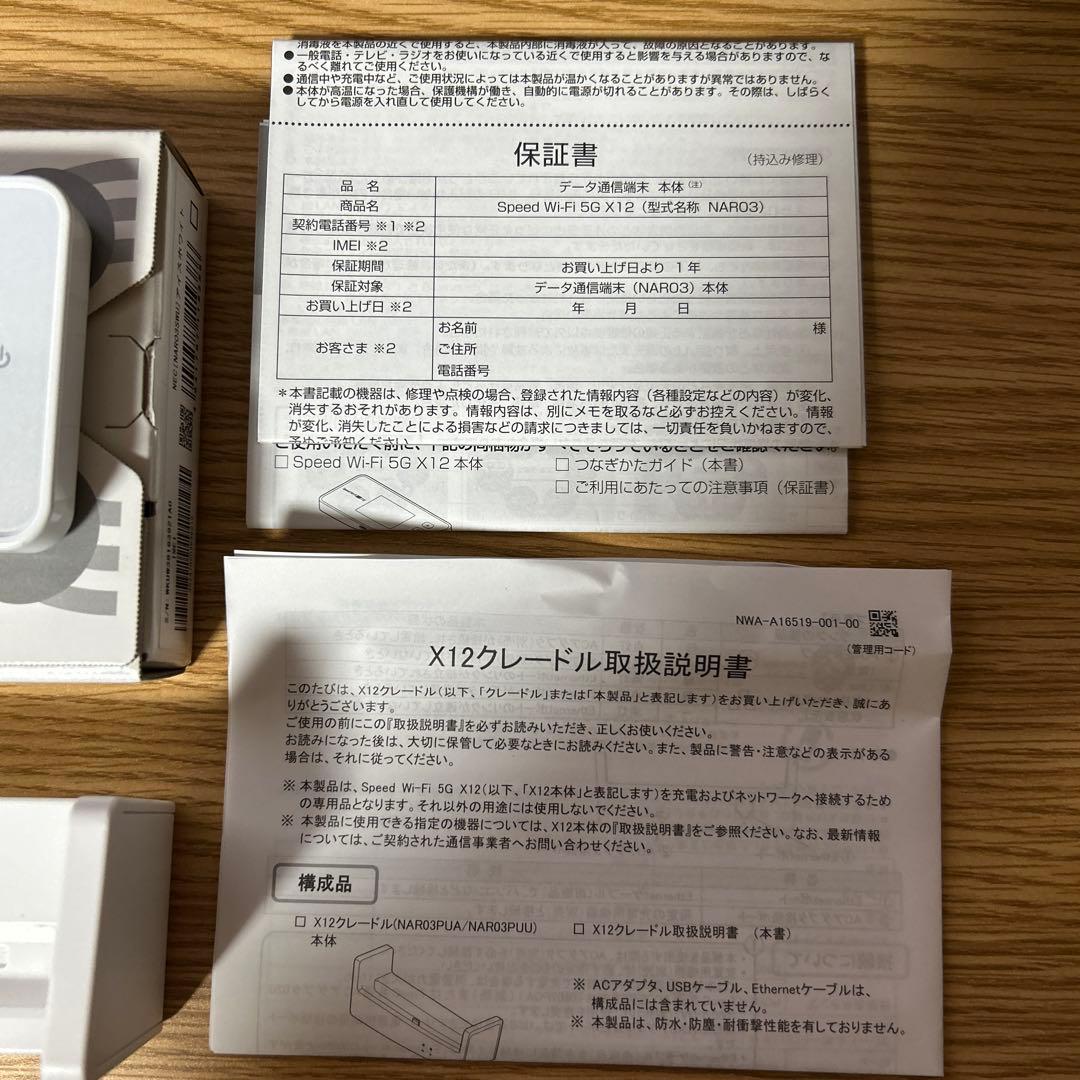 消毒液を本製品の近くで使用すると、本製品内部に消毒液が入って、故障の原因となることがあります。
●一般電話・テレビ・ラジオをお使いになっている近くで使用すると影響を与える場合がありますので、な
るべく離れてご使用ください。
●通信中や充電中など、ご使用状況によっては本製品が温かくなることがありますが異常ではありません。
●本体が高温になった場合、保護機構が働き、自動的に電源が切れることがあります。その際は、しばらく
してから電源を入れ直して使用してください。
保証書
（持込み修理）
品 名 データ通信端末 本体（注）
商品名 Speed Wi-Fi 5G X12（型式名称 NAR03）
契約電話番号 ※1 ※2
IMEI ※2
保証期間 お買い上げ日より 1 年
保証対象 データ通信端末（NAR03）本体
お買い上げ日 ※2 年 月 日
お客さま ※2
お名前 様
ご住所
電話番号
＊本書記載の機器は、修理や点検の場合、登録された情報内容（各種設定などの内容）が変化、
消失するおそれがあります。情報内容は、別にメモを取るなど必ずお控えください。情報
が変化、消失したことによる損害などの請求につきましては、一切責任を負いかねますので、
□ Speed Wi-Fi 5G X12 本体
□ つなぎかたガイド（本書）
□ ご利用にあたっての注意事項（保証書）
NEC[NAR03SWU]アイスホワイト
NWA-A16519-001-00
（管理用コード）
X12クレードル取扱説明書
このたびは、X12クレードル（以下、「クレードル」または「本製品」と表記します）をお買い上げいただき、誠にあ
りがとうございます。
ご使用の前にこの『取扱説明書』を必ずお読みいただき、正しくお使いください。
お読みになった後は、大切に保管して必要なときにお読みください。また、製品に警告・注意などの表示がある
場合は、それに従ってください。
※ 本製品は、Speed Wi-Fi 5G X12（以下、「X12本体」と表記します）を充電およびネットワークへ接続するため
の専用品となります。それ以外の用途には使用しないでください。
※ 本製品に使用できる指定の機器については、X12本体の『取扱説明書』をご参照ください。なお、最新情報
については、ご契約された通信事業者へお問い合わせください。
構成品
□ X12クレードル(NAR03PUA/NAR03PUU)
本体
□ X12クレードル取扱説明書 （本書）
※ ACアダプタ、USBケーブル、Ethernetケーブルは、
構成品には含まれていません。
※ 本製品は、防水・防塵・耐衝撃性能を有しておりません。